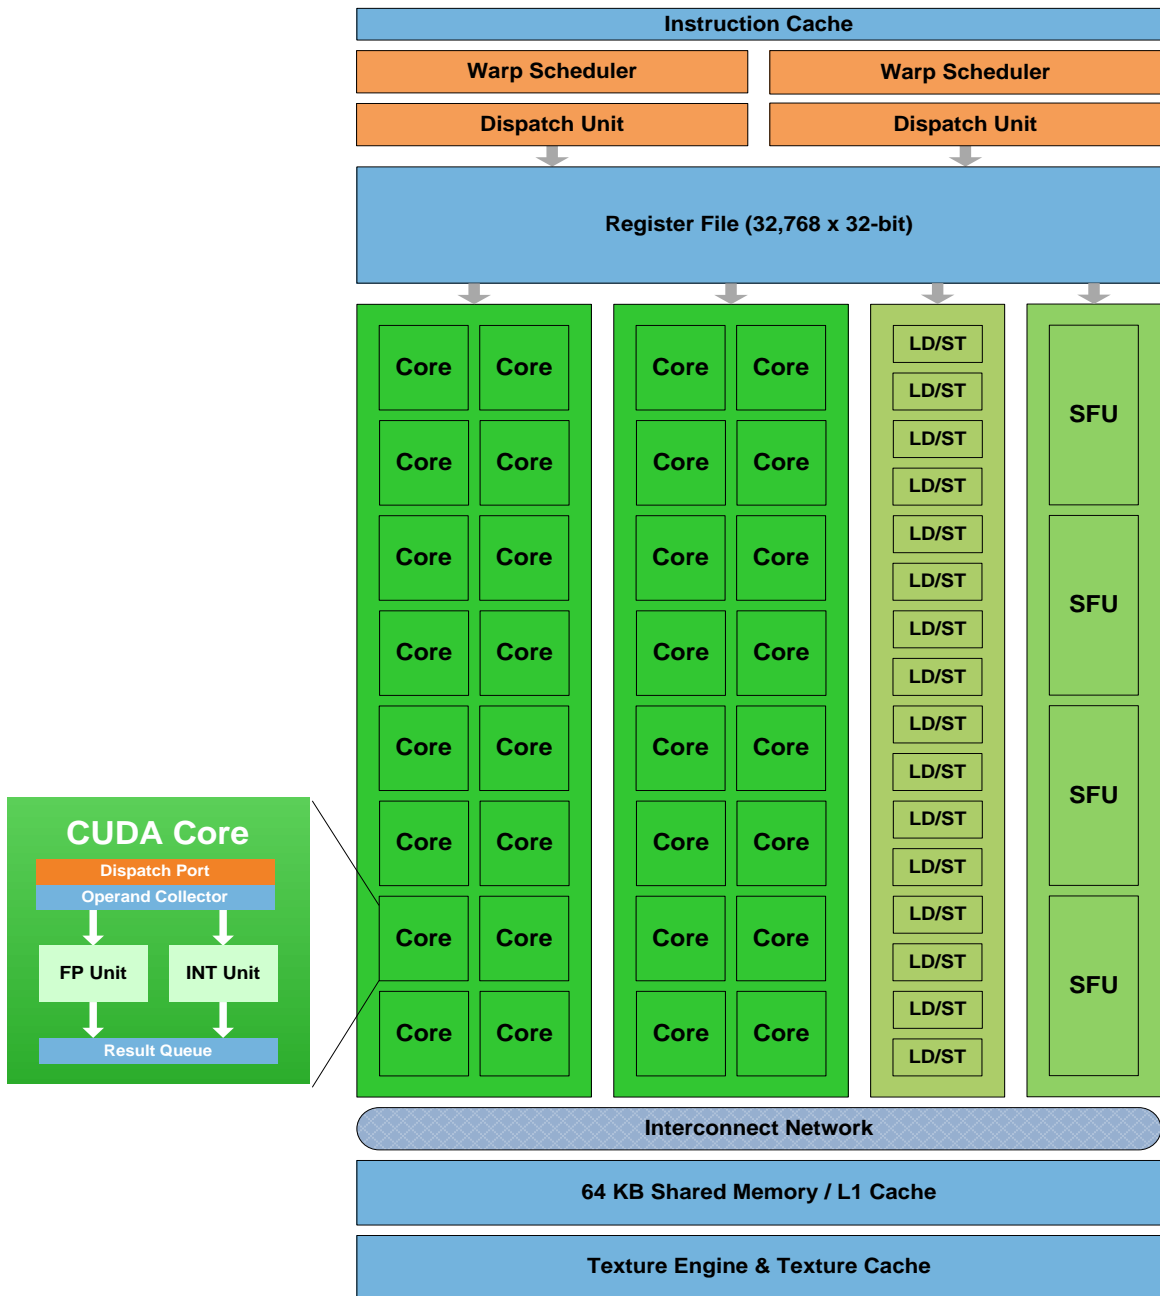 Instruction Cache
Warp Scheduler Warp Scheduler
Dispatch Unit Dispatch Unit
Register File (32,768 x 32-bit)
Core Core Core Core LD/ST SFU
LD/ST
Core Core Core Core LD/ST
LD/ST
Core Core Core Core LD/ST SFU
LD/ST
Core Core Core Core LD/ST
LD/ST
Core Core Core Core LD/ST SFU
LD/ST
Core Core Core Core LD/ST
LD/ST
Core Core Core Core LD/ST SFU
LD/ST
Core Core Core Core LD/ST
LD/ST
CUDA Core
Dispatch Port
Operand Collector
FP Unit INT Unit
Result Queue
Interconnect Network
64 KB Shared Memory / L1 Cache
Texture Engine & Texture Cache